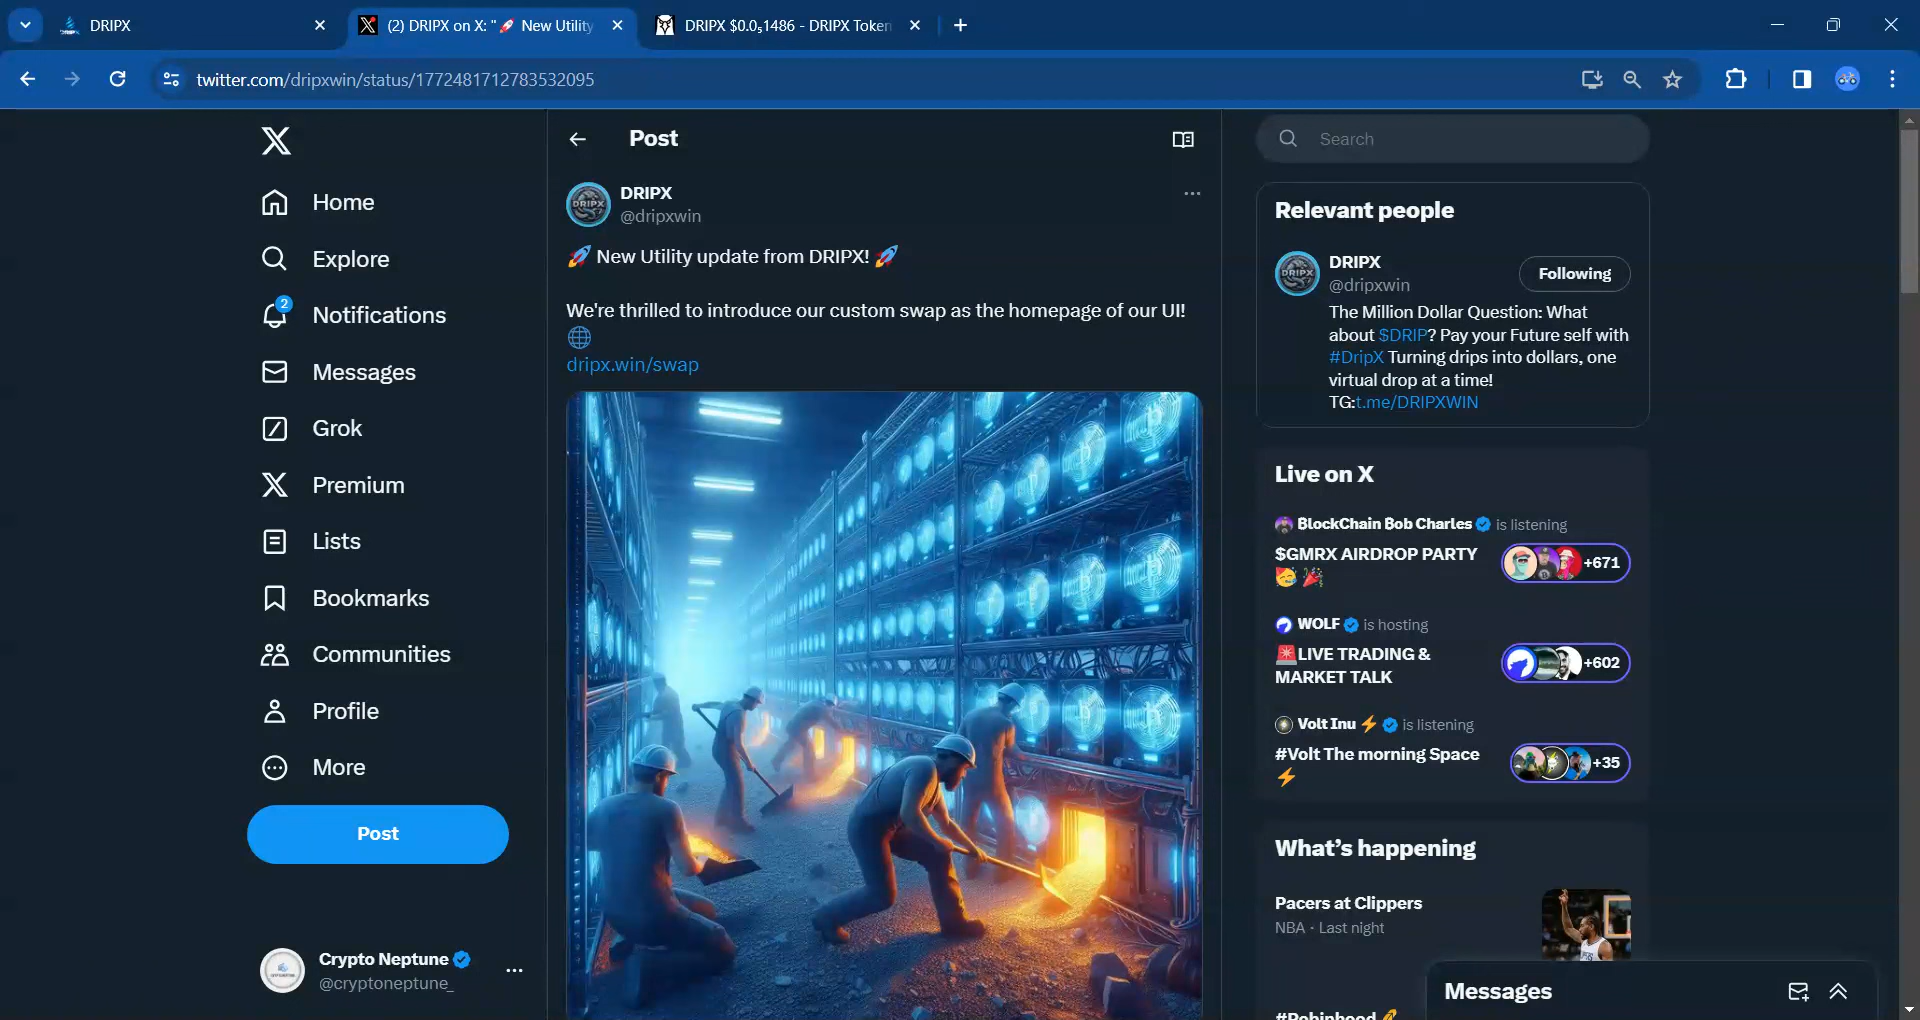 DRIPX
(2) DRIPX on X: "🚀 New Utility
DRIPX $0.0₅1486 - DRIPX Token
twitter.com/dripxwin/status/1772481712783532095
Home
Explore
2
Notifications
Messages
Grok
Premium
Lists
Bookmarks
Communities
Profile
More
Post
Crypto Neptune
@cryptoneptune_
Post
DRIPX
DRIPX
@dripxwin
🚀 New Utility update from DRIPX! 🚀
We're thrilled to introduce our custom swap as the homepage of our UI!
🌐
dripx.win/swap
Search
Relevant people
DRIPX
DRIPX
@dripxwin
Following
The Million Dollar Question: What
about $DRIP? Pay your Future self with
#DripX Turning drips into dollars, one
virtual drop at a time!
TG:t.me/DRIPXWIN
Live on X
BlockChain Bob Charles is listening
$GMRX AIRDROP PARTY
🥳 🎉
+671
WOLF is hosting
🚨LIVE TRADING &
MARKET TALK
+602
Volt Inu ⚡ is listening
#Volt The morning Space
⚡
+35
What's happening
Pacers at Clippers
NBA · Last night
#Robinhood
Messages